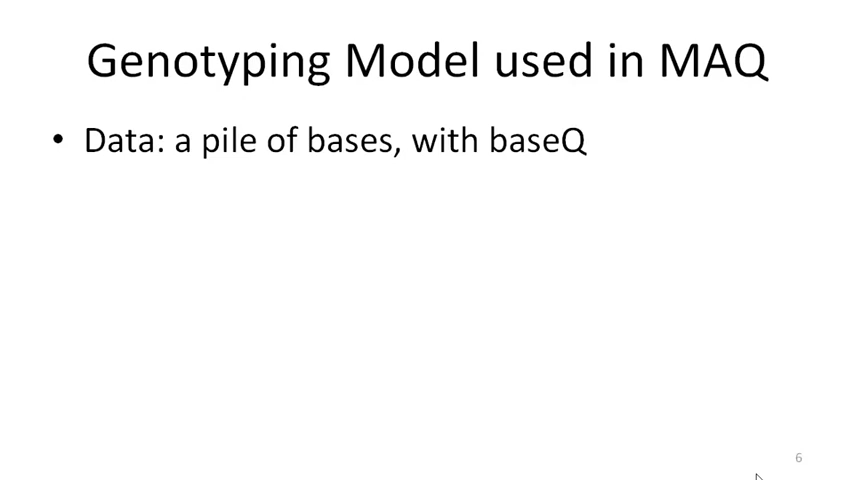 Genotyping Model used in MAQ
• Data: a pile of bases, with baseQ
6